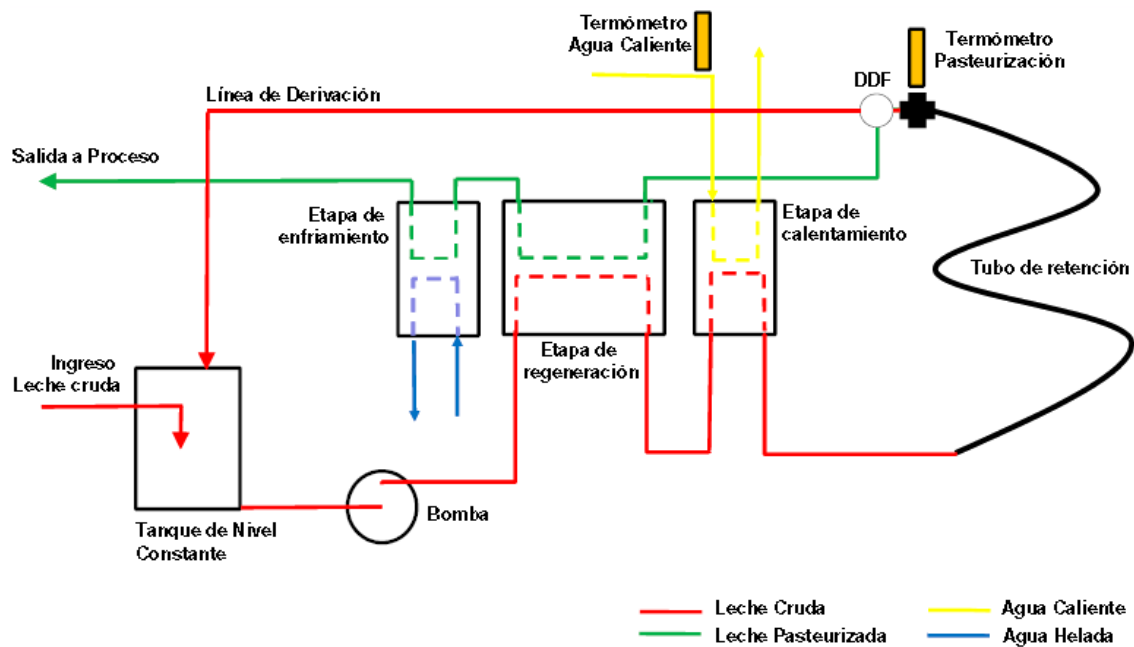 Termómetro
Agua Caliente
Termómetro
Pasteurización
DDF
Línea de Derivación
Salida a Proceso
Etapa de
enfriamiento
Etapa de
calentamiento
Tubo de retención
Etapa de
regeneración
Ingreso
Leche cruda
Bomba
Tanque de Nivel
Constante
Leche Cruda
Agua Caliente
Leche Pasteurizada
Agua Helada